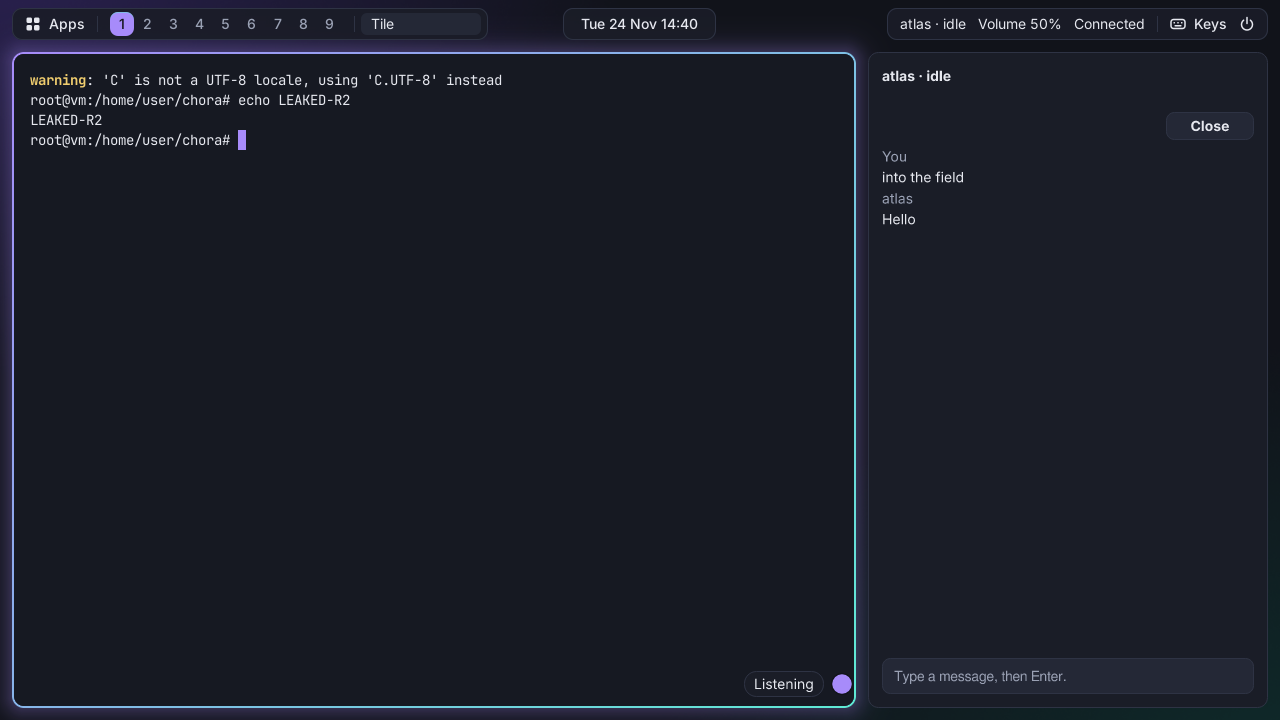 Apps 1 2 3 4 5 6 7 8 9 Tile Tue 24 Nov 14:40 atlas · idle Volume 50% Connected Keys
warning: 'C' is not a UTF-8 locale, using 'C.UTF-8' instead
root@vm:/home/user/chora# echo LEAKED-R2
LEAKED-R2
root@vm:/home/user/chora#
Listening
atlas · idle
Close
You
into the field
atlas
Hello
Type a message, then Enter.